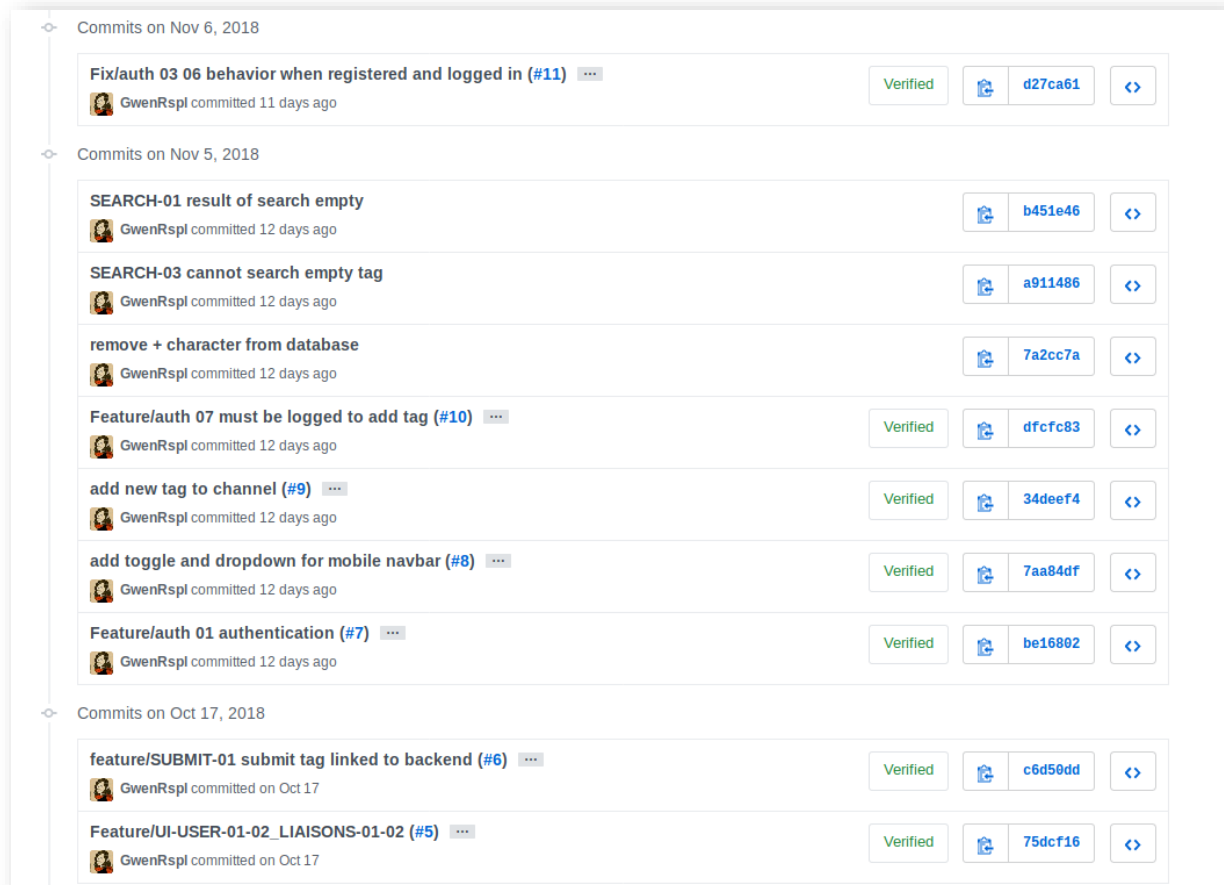 Commits on Nov 6, 2018
Fix/auth 03 06 behavior when registered and logged in (#11) ...
Verified d27ca61
GwenRspl committed 11 days ago
Commits on Nov 5, 2018
SEARCH-01 result of search empty
b451e46
GwenRspl committed 12 days ago
SEARCH-03 cannot search empty tag
a911486
GwenRspl committed 12 days ago
remove + character from database
7a2cc7a
GwenRspl committed 12 days ago
Feature/auth 07 must be logged to add tag (#10) ...
Verified dfcfc83
GwenRspl committed 12 days ago
add new tag to channel (#9) ...
Verified 34deef4
GwenRspl committed 12 days ago
add toggle and dropdown for mobile navbar (#8) ...
Verified 7aa84df
GwenRspl committed 12 days ago
Feature/auth 01 authentication (#7) ...
Verified be16802
GwenRspl committed 12 days ago
Commits on Oct 17, 2018
feature/SUBMIT-01 submit tag linked to backend (#6) ...
Verified c6d50dd
GwenRspl committed on Oct 17
Feature/UI-USER-01-02_LIAISONS-01-02 (#5) ...
Verified 75dcf16
GwenRspl committed on Oct 17